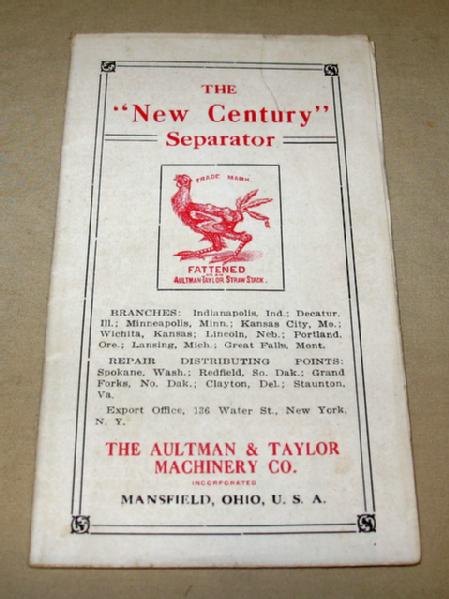 THE
"New Century"
Separator
TRADE MARK.
FATTENED
ON AN
AULTMAN-TAYLOR STRAW STACK.
BRANCHES: Indianapolis, Ind.; Decatur,
Ill.; Minneapolis, Minn.; Kansas City, Mo.;
Wichita, Kansas; Lincoln, Neb.; Portland,
Ore.; Lansing, Mich.; Great Falls, Mont.
REPAIR DISTRIBUTING POINTS:
Spokane, Wash.; Redfield, So. Dak.; Grand
Forks, No. Dak.; Clayton, Del.; Staunton,
Va.
Export Office, 136 Water St., New York,
N. Y.
THE AULTMAN & TAYLOR
MACHINERY CO.
INCORPORATED
MANSFIELD, OHIO, U. S. A.